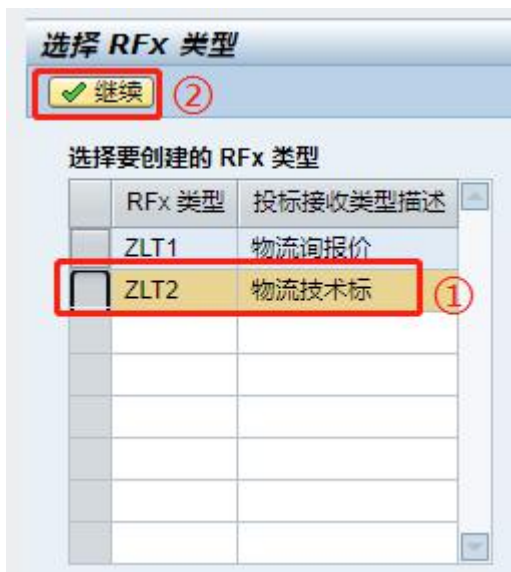 选择 RFx 类型
继续 ②
选择要创建的 RFx 类型
RFx 类型 投标接收类型描述
ZLT1 物流询报价
ZLT2 物流技术标 ①